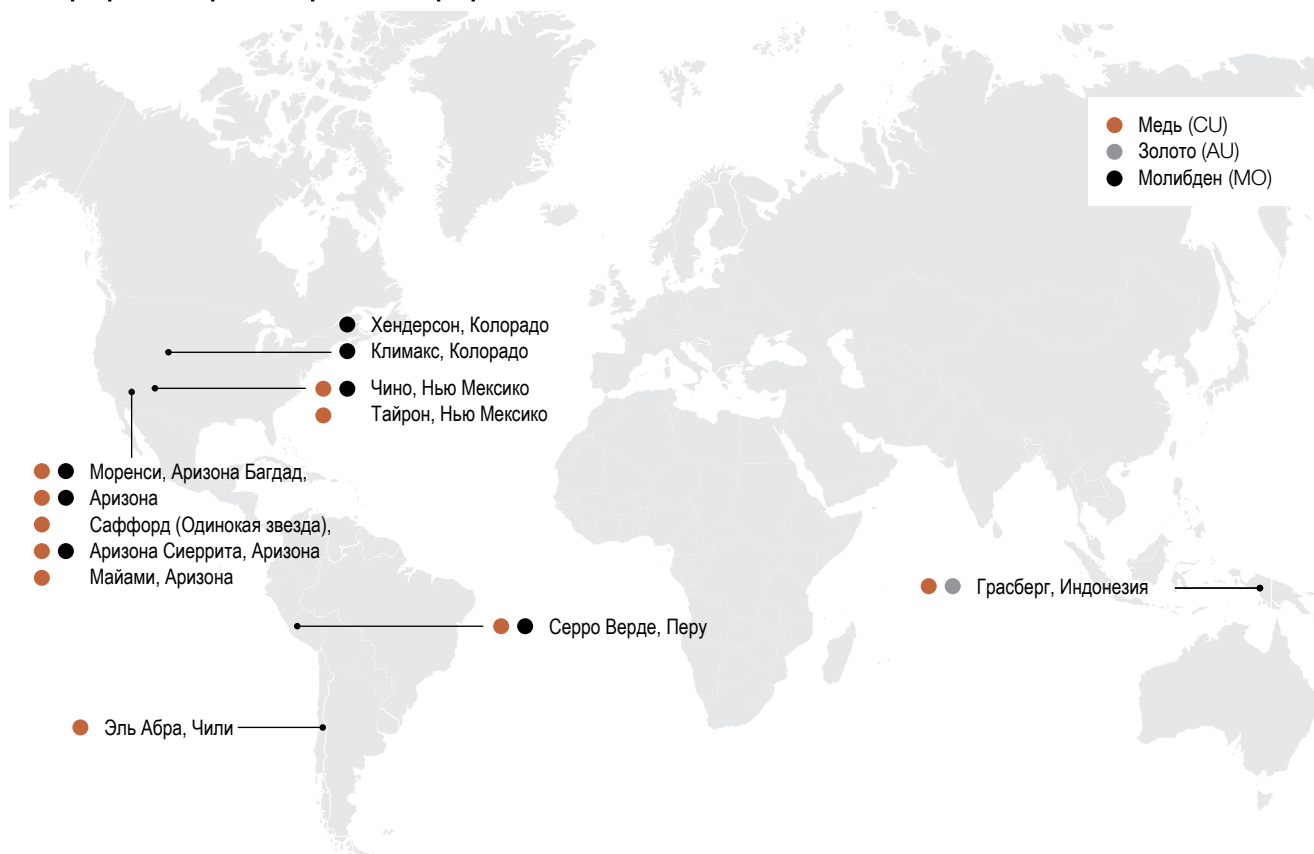 Медь (CU)
Золото (AU)
Молибден (MO)
Хендерсон, Колорадо
Климакс, Колорадо
Чино, Нью Мексико
Тайрон, Нью Мексико
Моренси, Аризона Багдад,
Аризона
Саффорд (Одинокая звезда),
Аризона Сиеррита, Аризона
Майами, Аризона
Грасберг, Индонезия
Серро Верде, Перу
Эль Абра, Чили